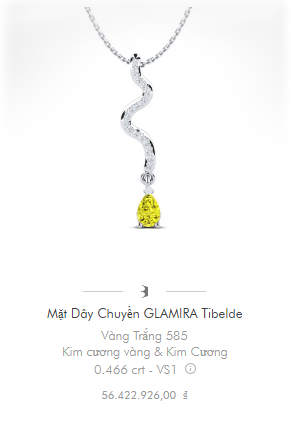 Mặt Dây Chuyền GLAMIRA Tibelde
Vàng Trắng 585
Kim cương vàng & Kim Cương
0.466 crt - VS1
56.422.926,00 ₫